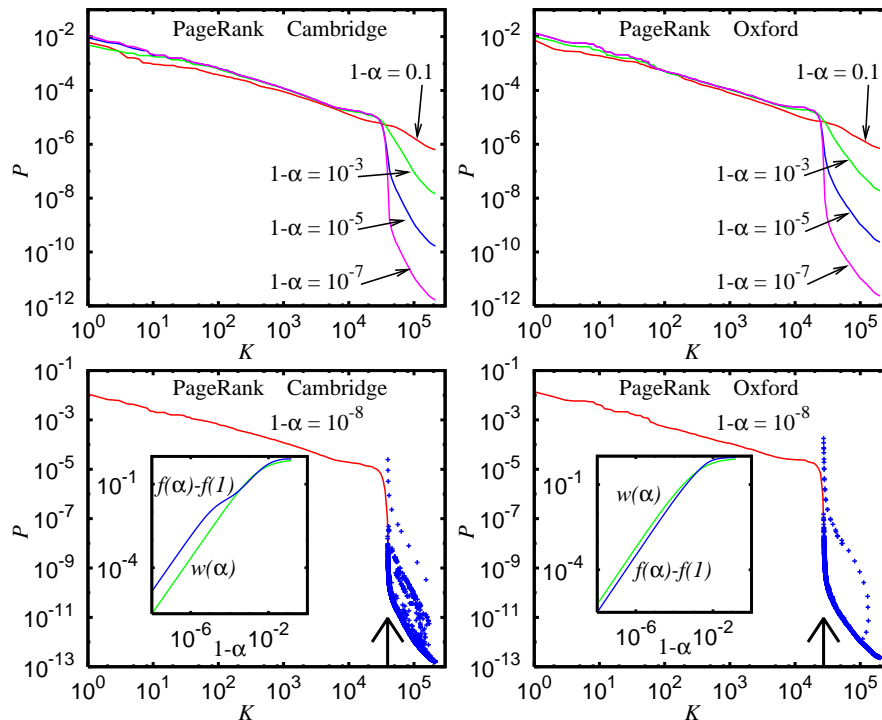 PageRank Cambridge
1-α = 0.1
1-α = 10^-3
1-α = 10^-5
1-α = 10^-7
P
10^-2
10^-4
10^-6
10^-8
10^-10
10^-12
10^0 10^1 10^2 10^3 10^4 10^5
K
PageRank Oxford
1-α = 0.1
1-α = 10^-3
1-α = 10^-5
1-α = 10^-7
P
10^-2
10^-4
10^-6
10^-8
10^-10
10^-12
10^0 10^1 10^2 10^3 10^4 10^5
K
PageRank Cambridge
1-α = 10^-8
P
10^-1
10^-3
10^-5
10^-7
10^-9
10^-11
10^-13
f(α)-f(1)
w(α)
10^-1
10^-4
10^-6 10^-2
1-α
10^0 10^1 10^2 10^3 10^4 10^5
K
PageRank Oxford
1-α = 10^-8
P
10^-1
10^-3
10^-5
10^-7
10^-9
10^-11
10^-13
w(α)
f(α)-f(1)
10^-1
10^-4
10^-6 10^-2
1-α
10^0 10^1 10^2 10^3 10^4 10^5
K